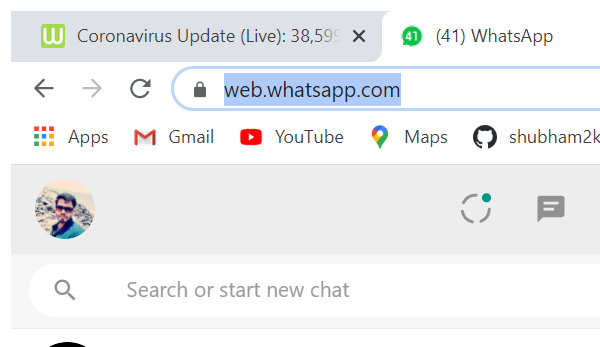 Coronavirus Update (Live): 38,599
41 (41) WhatsApp
web.whatsapp.com
Apps Gmail YouTube Maps shubham2k
Search or start new chat